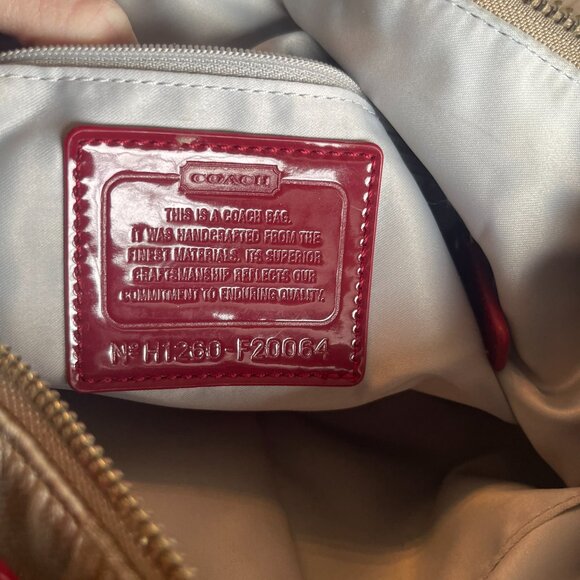 COACH
THIS IS A COACH BAG.
IT WAS HANDCRAFTED FROM THE
FINEST MATERIALS. ITS SUPERIOR
CRAFTSMANSHIP REFLECTS OUR
COMMITMENT TO ENDURING QUALITY.
Nº H1260-F20064